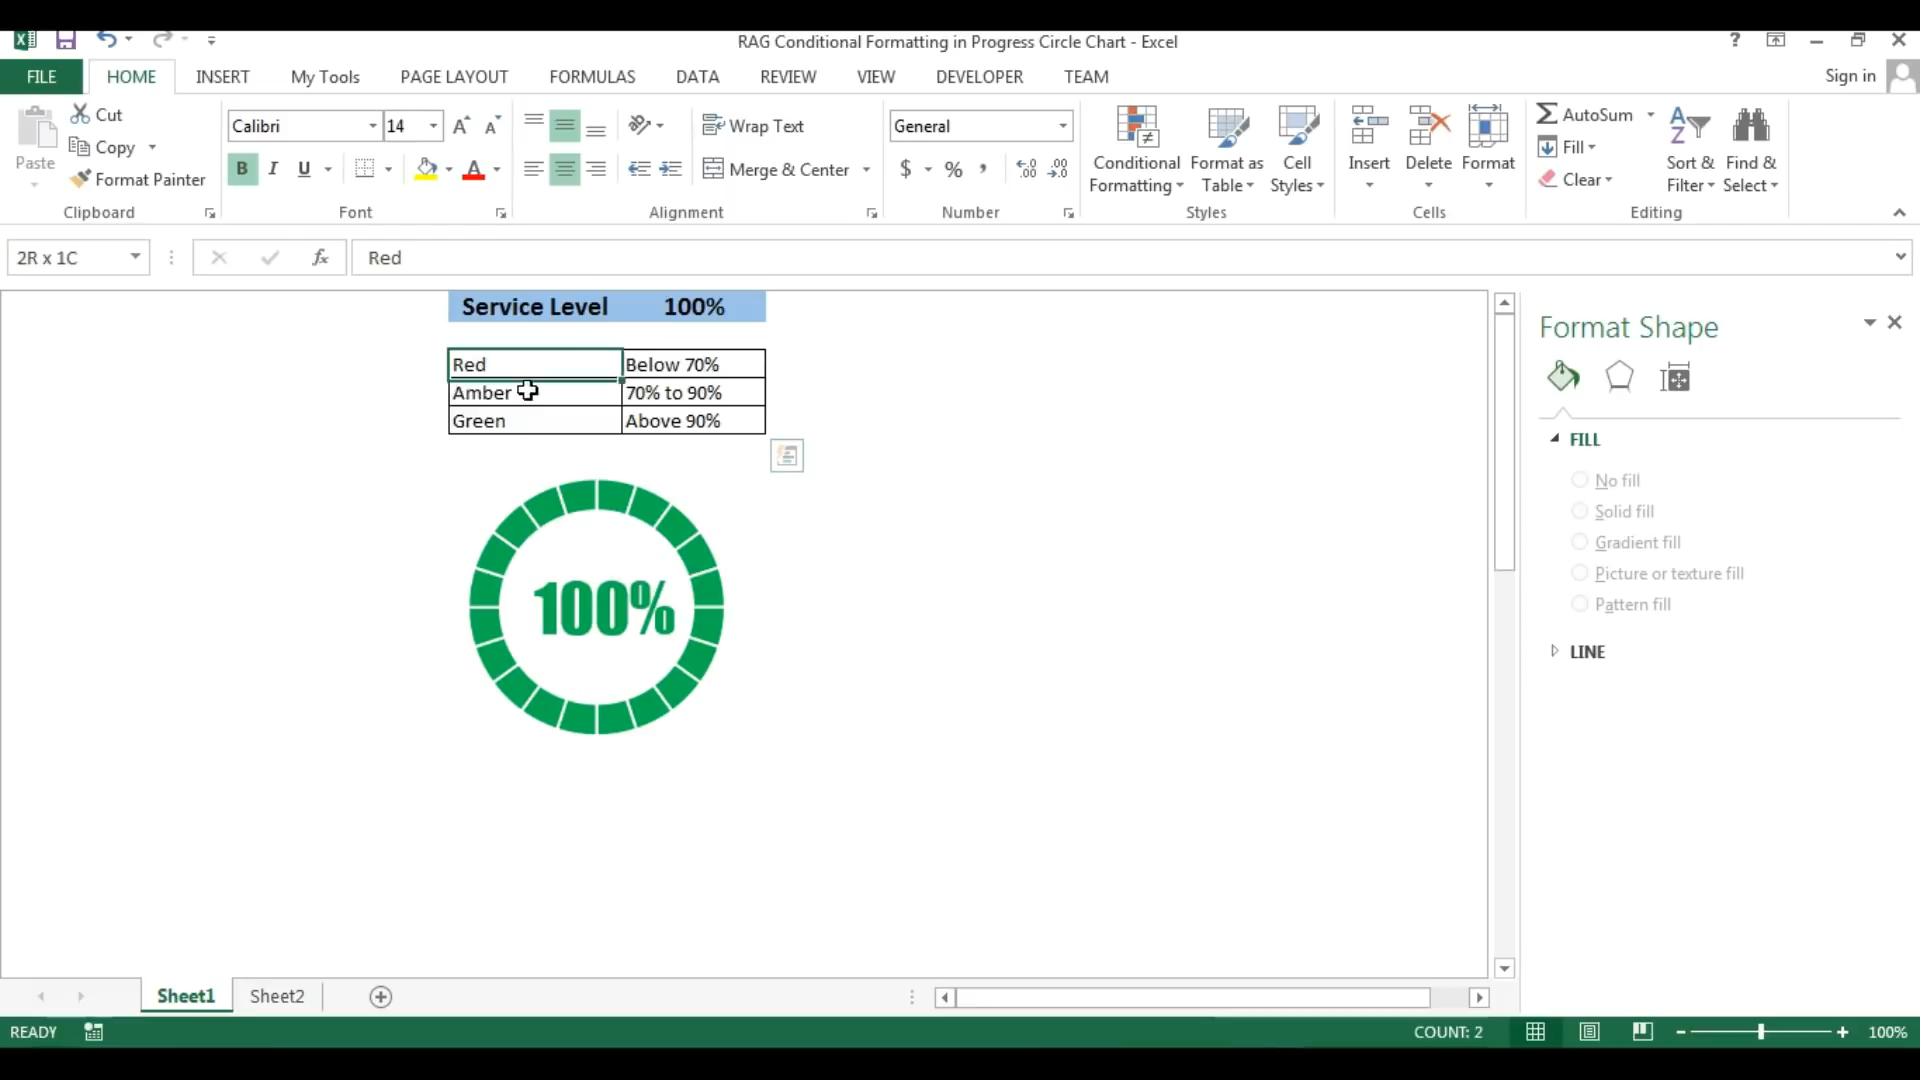 RAG Conditional Formatting in Progress Circle Chart - Excel
?
FILE HOME INSERT My Tools PAGE LAYOUT FORMULAS DATA REVIEW VIEW DEVELOPER TEAM Sign in
Paste
Cut
Copy
Format Painter
Clipboard
Calibri 14
B I U A
Font
Wrap Text
Merge & Center
Alignment
General
$ % ,
Number
Conditional Formatting
Format as Table
Cell Styles
Styles
Insert
Delete
Format
Cells
AutoSum
Fill
Clear
Sort & Filter
Find & Select
Editing
2R x 1C fx Red
Service Level 100%
Red Below 70%
Amber 70% to 90%
Green Above 90%
100%
Format Shape
FILL
No fill
Solid fill
Gradient fill
Picture or texture fill
Pattern fill
LINE
Sheet1 Sheet2
READY COUNT: 2 100%